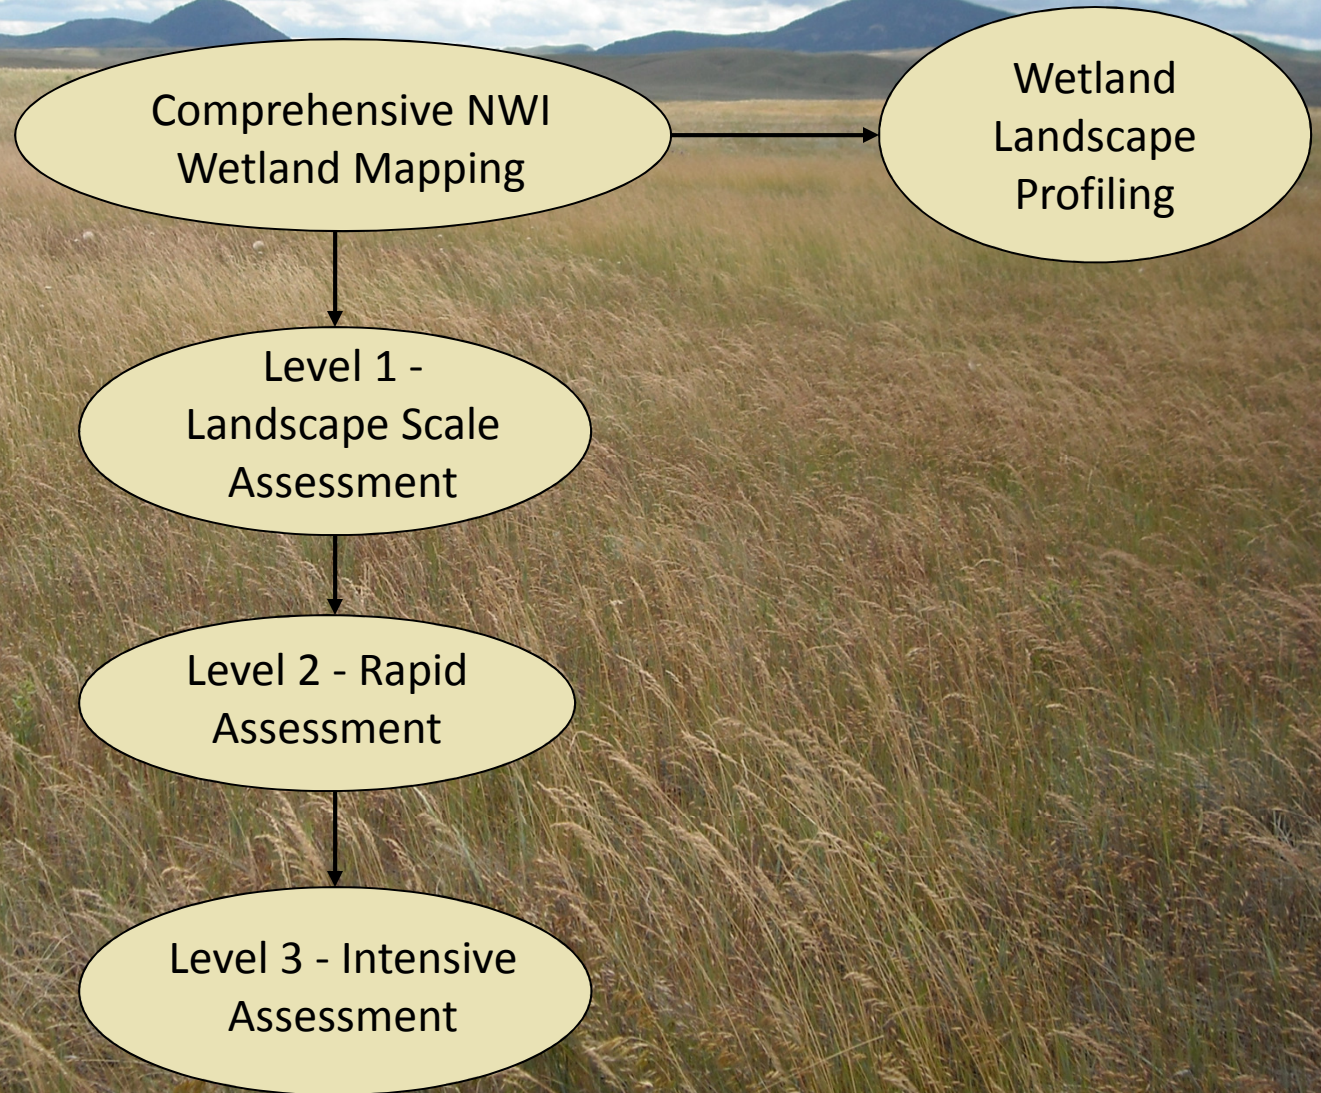 Comprehensive NWI
Wetland Mapping
Wetland
Landscape
Profiling
Level 1 -
Landscape Scale
Assessment
Level 2 - Rapid
Assessment
Level 3 - Intensive
Assessment